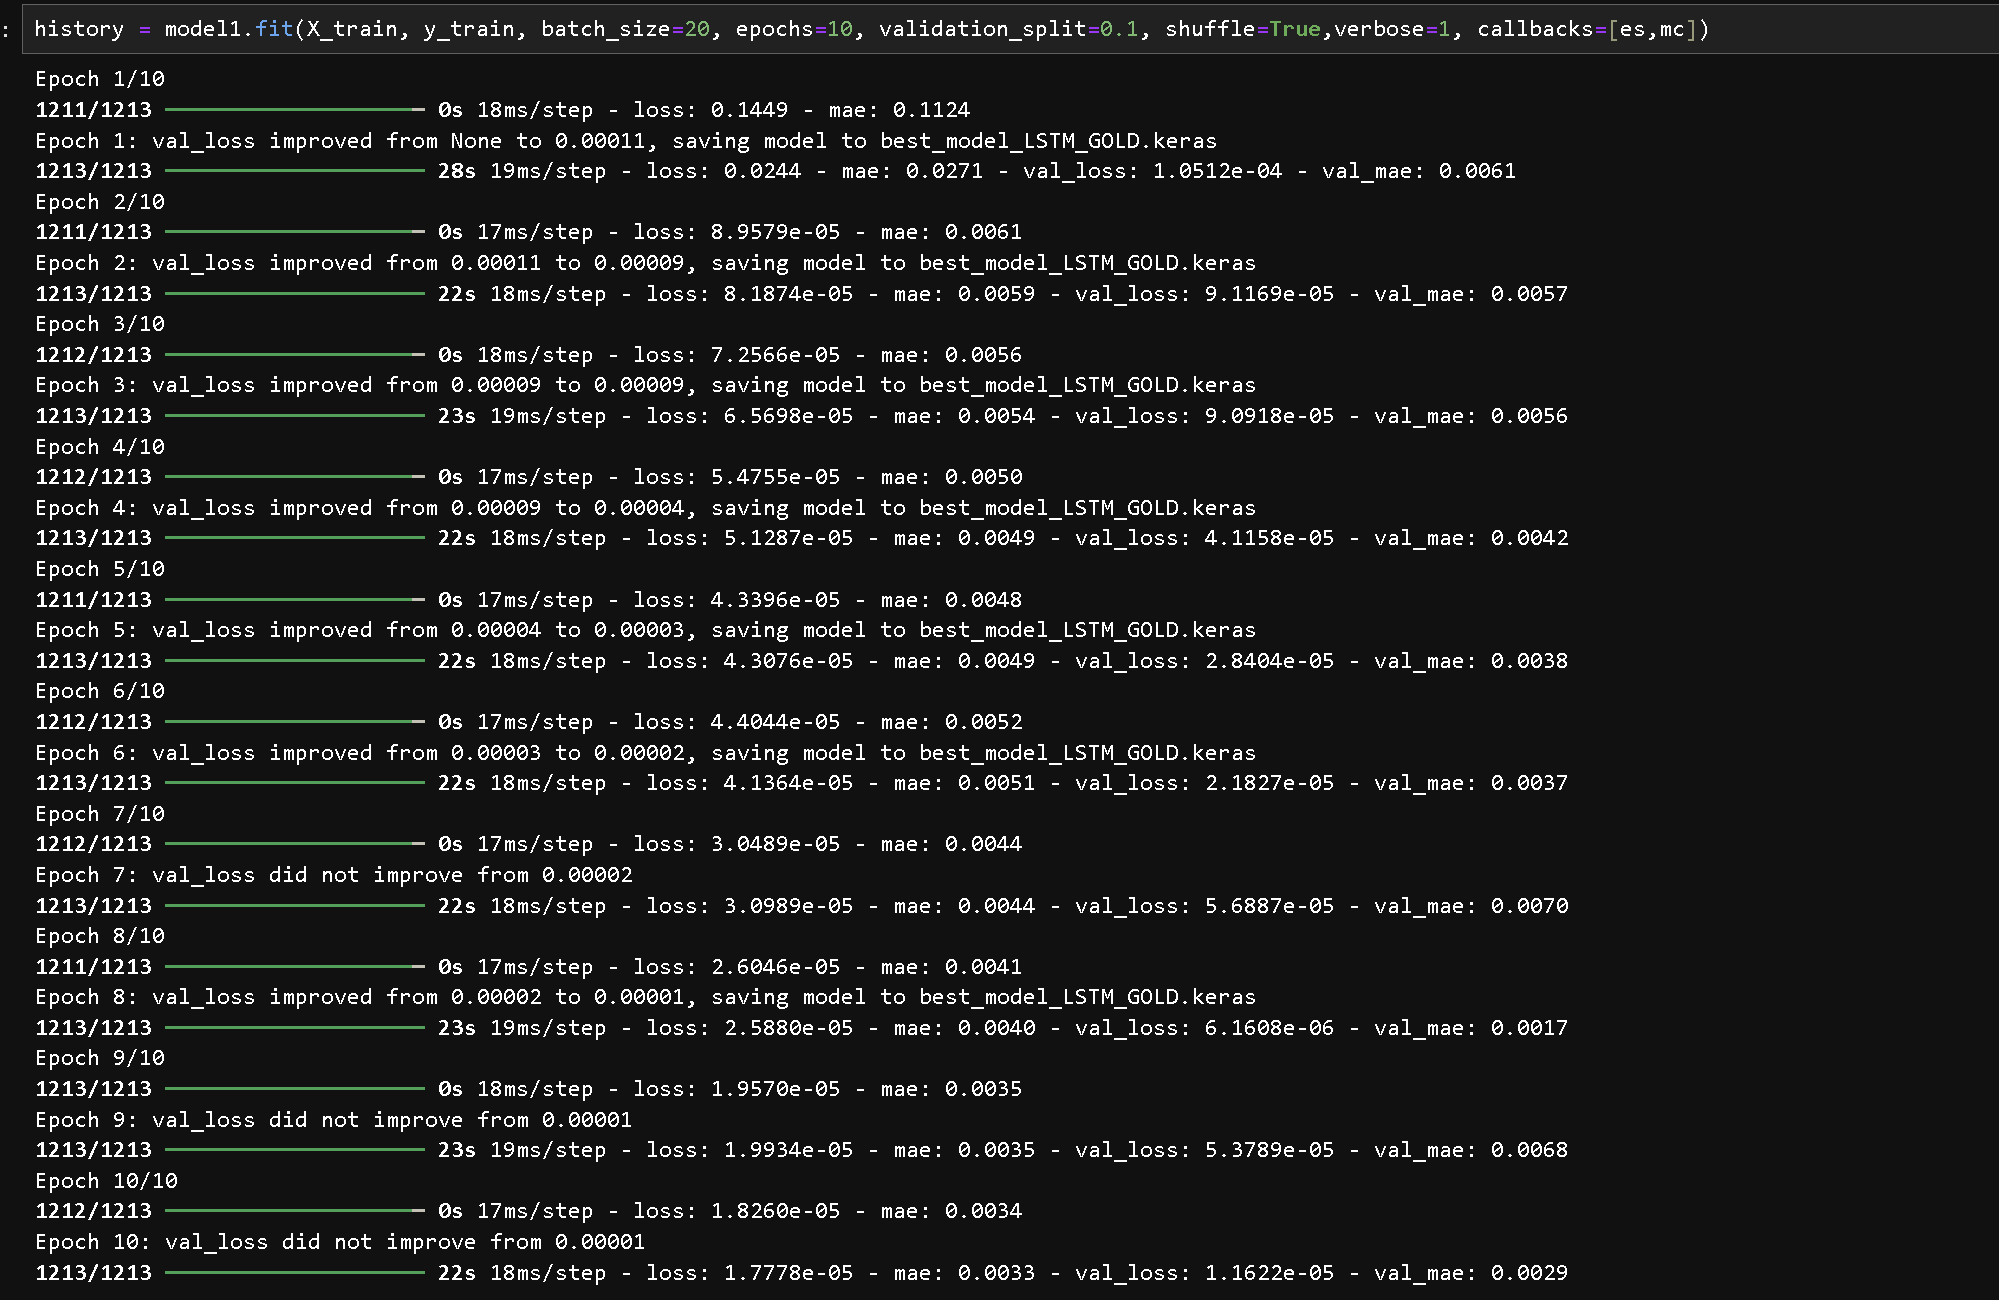 : history = model1.fit(X_train, y_train, batch_size=20, epochs=10, validation_split=0.1, shuffle=True,verbose=1, callbacks=[es,mc])
Epoch 1/10
1211/1213 0s 18ms/step - loss: 0.1449 - mae: 0.1124
Epoch 1: val_loss improved from None to 0.00011, saving model to best_model_LSTM_GOLD.keras
1213/1213 28s 19ms/step - loss: 0.0244 - mae: 0.0271 - val_loss: 1.0512e-04 - val_mae: 0.0061
Epoch 2/10
1211/1213 0s 17ms/step - loss: 8.9579e-05 - mae: 0.0061
Epoch 2: val_loss improved from 0.00011 to 0.00009, saving model to best_model_LSTM_GOLD.keras
1213/1213 22s 18ms/step - loss: 8.1874e-05 - mae: 0.0059 - val_loss: 9.1169e-05 - val_mae: 0.0057
Epoch 3/10
1212/1213 0s 18ms/step - loss: 7.2566e-05 - mae: 0.0056
Epoch 3: val_loss improved from 0.00009 to 0.00009, saving model to best_model_LSTM_GOLD.keras
1213/1213 23s 19ms/step - loss: 6.5698e-05 - mae: 0.0054 - val_loss: 9.0918e-05 - val_mae: 0.0056
Epoch 4/10
1212/1213 0s 17ms/step - loss: 5.4755e-05 - mae: 0.0050
Epoch 4: val_loss improved from 0.00009 to 0.00004, saving model to best_model_LSTM_GOLD.keras
1213/1213 22s 18ms/step - loss: 5.1287e-05 - mae: 0.0049 - val_loss: 4.1158e-05 - val_mae: 0.0042
Epoch 5/10
1211/1213 0s 17ms/step - loss: 4.3396e-05 - mae: 0.0048
Epoch 5: val_loss improved from 0.00004 to 0.00003, saving model to best_model_LSTM_GOLD.keras
1213/1213 22s 18ms/step - loss: 4.3076e-05 - mae: 0.0049 - val_loss: 2.8404e-05 - val_mae: 0.0038
Epoch 6/10
1212/1213 0s 17ms/step - loss: 4.4044e-05 - mae: 0.0052
Epoch 6: val_loss improved from 0.00003 to 0.00002, saving model to best_model_LSTM_GOLD.keras
1213/1213 22s 18ms/step - loss: 4.1364e-05 - mae: 0.0051 - val_loss: 2.1827e-05 - val_mae: 0.0037
Epoch 7/10
1212/1213 0s 17ms/step - loss: 3.0489e-05 - mae: 0.0044
Epoch 7: val_loss did not improve from 0.00002
1213/1213 22s 18ms/step - loss: 3.0989e-05 - mae: 0.0044 - val_loss: 5.6887e-05 - val_mae: 0.0070
Epoch 8/10
1211/1213 0s 17ms/step - loss: 2.6046e-05 - mae: 0.0041
Epoch 8: val_loss improved from 0.00002 to 0.00001, saving model to best_model_LSTM_GOLD.keras
1213/1213 23s 19ms/step - loss: 2.5880e-05 - mae: 0.0040 - val_loss: 6.1608e-06 - val_mae: 0.0017
Epoch 9/10
1213/1213 0s 18ms/step - loss: 1.9570e-05 - mae: 0.0035
Epoch 9: val_loss did not improve from 0.00001
1213/1213 23s 19ms/step - loss: 1.9934e-05 - mae: 0.0035 - val_loss: 5.3789e-05 - val_mae: 0.0068
Epoch 10/10
1212/1213 0s 17ms/step - loss: 1.8260e-05 - mae: 0.0034
Epoch 10: val_loss did not improve from 0.00001
1213/1213 22s 18ms/step - loss: 1.7778e-05 - mae: 0.0033 - val_loss: 1.1622e-05 - val_mae: 0.0029